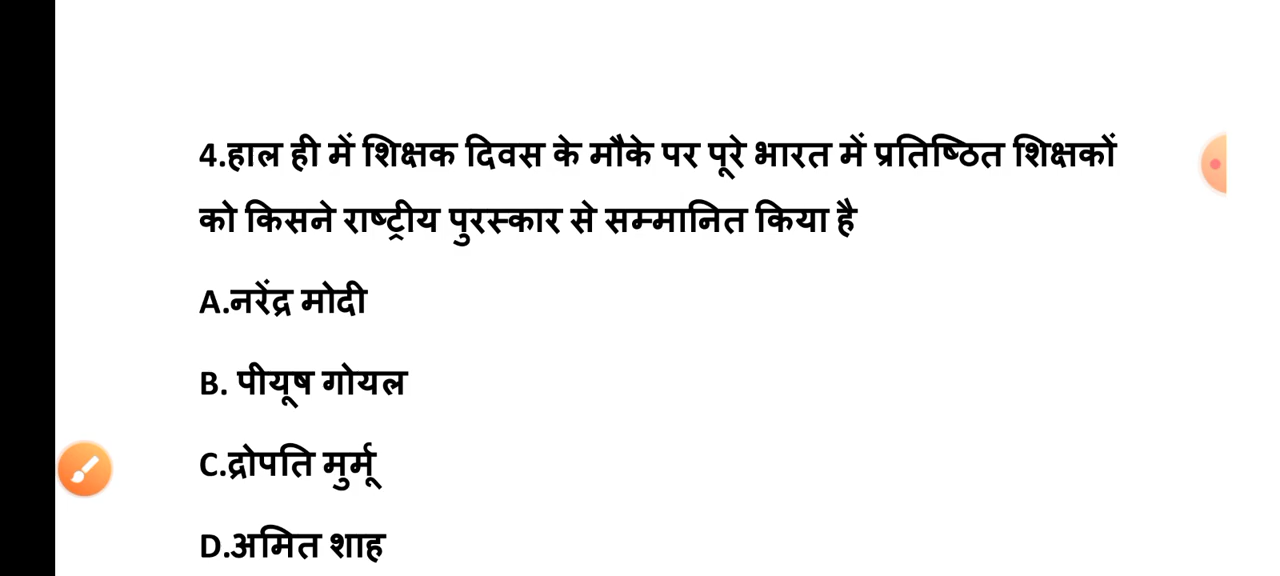 4.हाल ही में शिक्षक दिवस के मौके पर पूरे भारत में प्रतिष्ठित शिक्षकों
को किसने राष्ट्रीय पुरस्कार से सम्मानित किया है
A.नरेंद्र मोदी
B. पीयूष गोयल
C.द्रोपति मुर्मू
D.अमित शाह